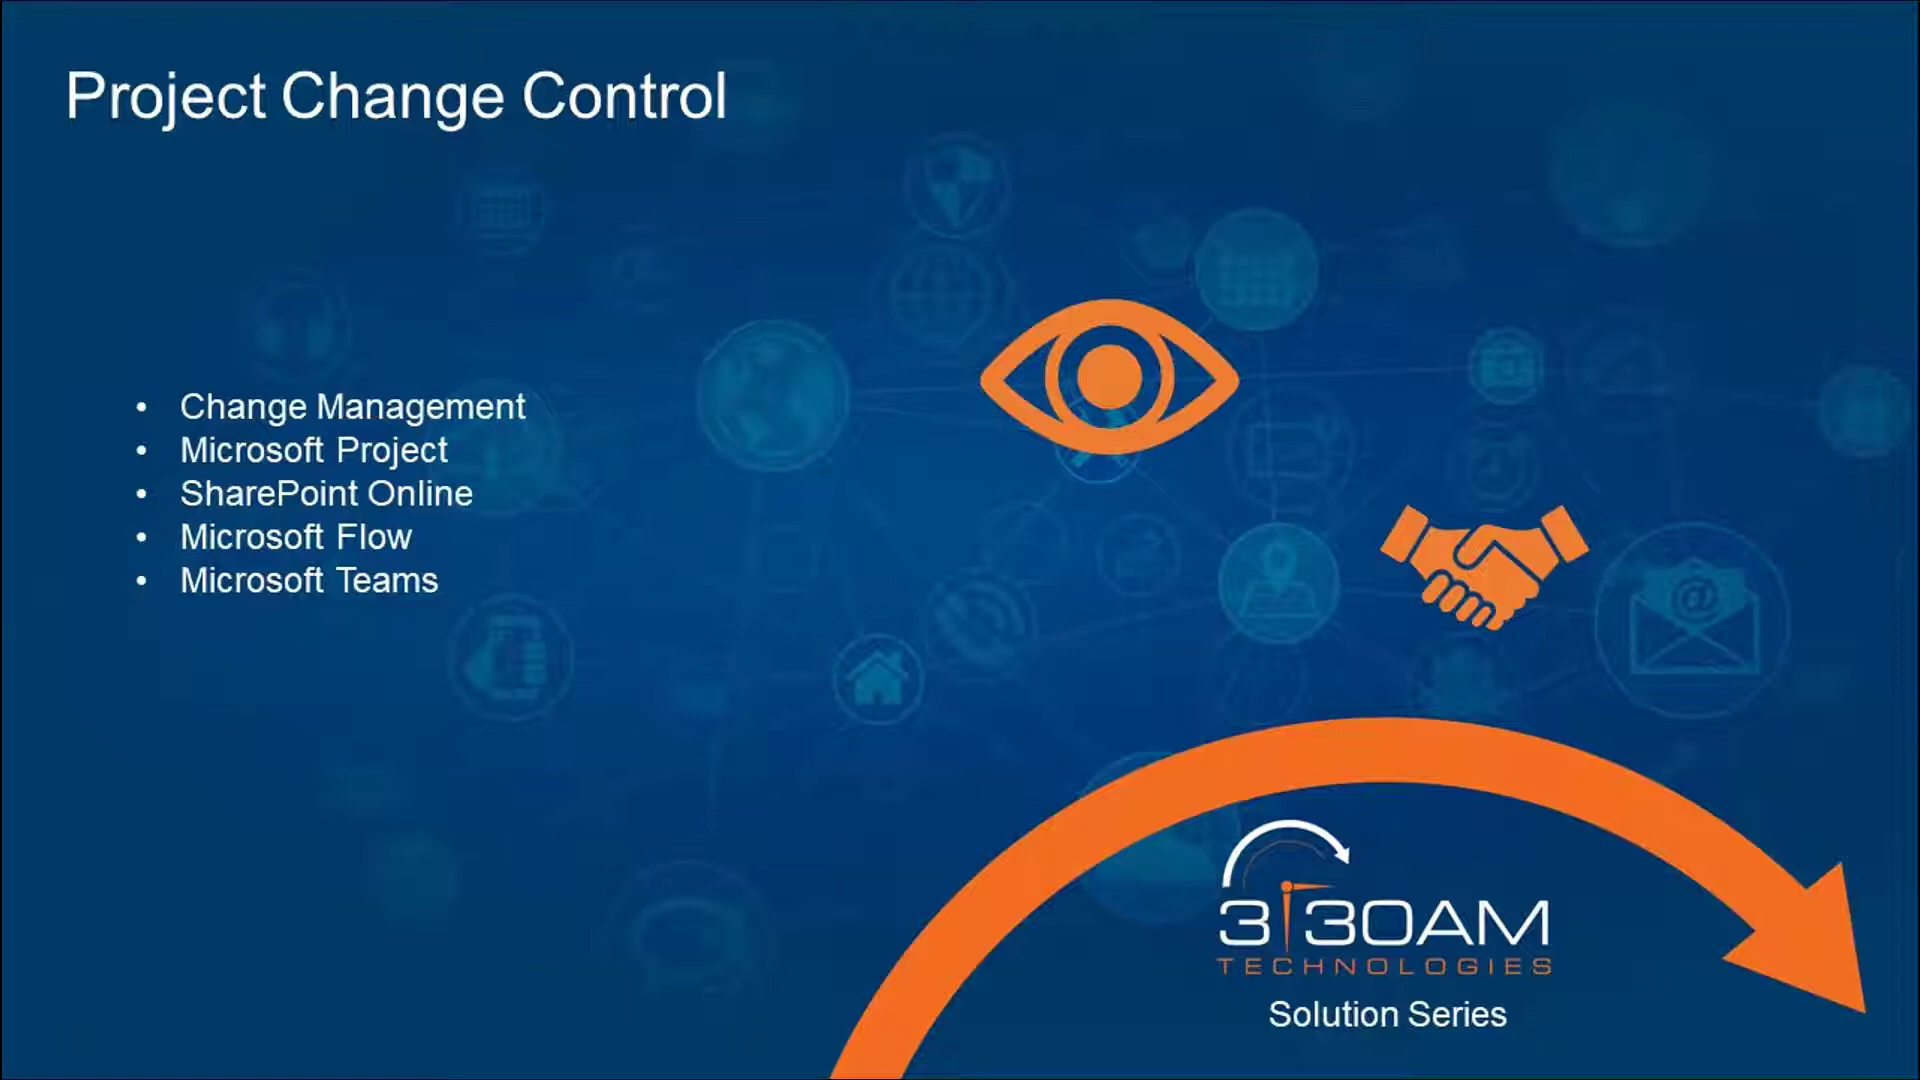 Project Change Control
• Change Management
• Microsoft Project
• SharePoint Online
• Microsoft Flow
• Microsoft Teams
@
3:30AM
TECHNOLOGIES
Solution Series